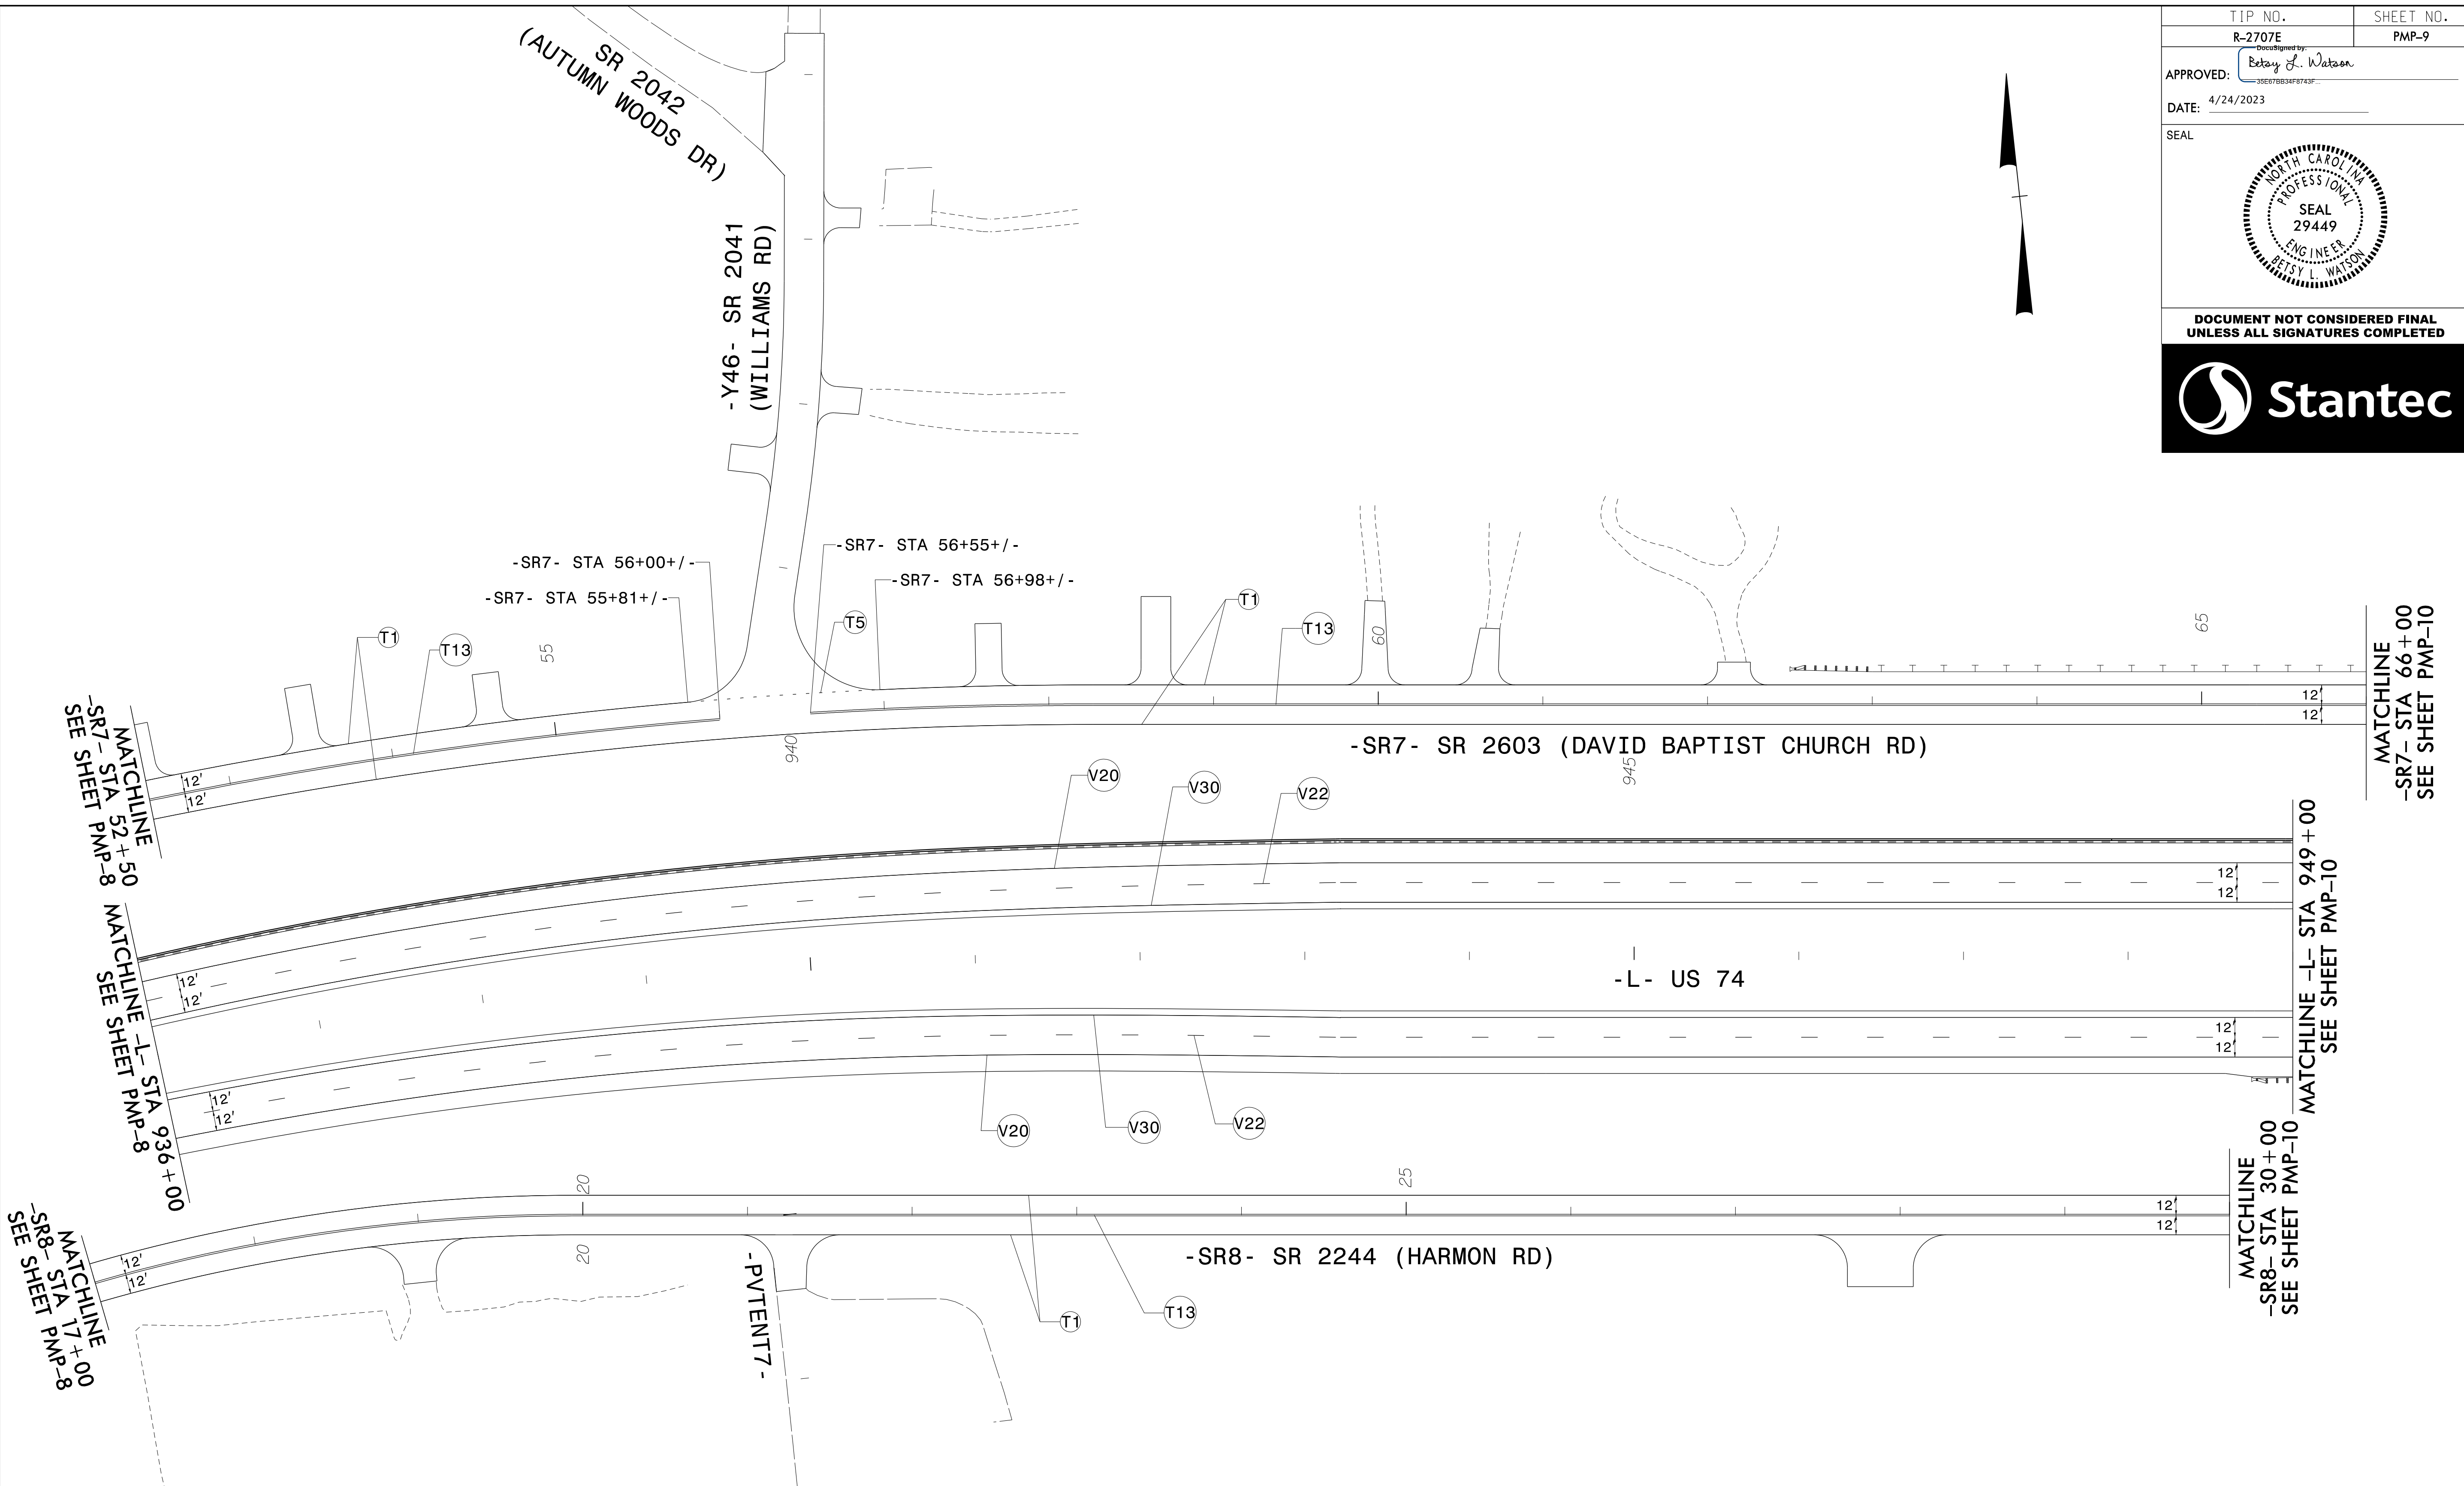 TIP NO.
SHEET NO.
R-2707E
PMP-9
DocuSigned by:
APPROVED:
Betsy L. Watson
35E67BB34F8743F...
DATE:
4/24/2023
SEAL
NORTH CAROLINA
PROFESSIONAL
SEAL
29449
ENGINEER
BETSY L. WATSON
DOCUMENT NOT CONSIDERED FINAL
UNLESS ALL SIGNATURES COMPLETED
Stantec
SR 2042
(AUTUMN WOODS DR)
-Y46- SR 2041
(WILLIAMS RD)
-SR7- STA 56+00+/-
-SR7- STA 55+81+/-
-SR7- STA 56+55+/-
-SR7- STA 56+98+/-
T1
T13
55
T5
T1
T13
60
65
12'
12'
MATCHLINE
-SR7- STA 66+00
SEE SHEET PMP-10
MATCHLINE
-SR7- STA 52+50
SEE SHEET PMP-8
12'
12'
-SR7- SR 2603 (DAVID BAPTIST CHURCH RD)
940
945
V20
V30
V22
12'
12'
MATCHLINE -L- STA 936+00
SEE SHEET PMP-8
12'
12'
-L- US 74
12'
12'
12'
12'
MATCHLINE -L- STA 949+00
SEE SHEET PMP-10
V20
V30
V22
20
25
12'
12'
MATCHLINE
-SR8- STA 30+00
SEE SHEET PMP-10
MATCHLINE
-SR8- STA 17+00
SEE SHEET PMP-8
12'
12'
20
-PVTENT7-
-SR8- SR 2244 (HARMON RD)
T1
T13